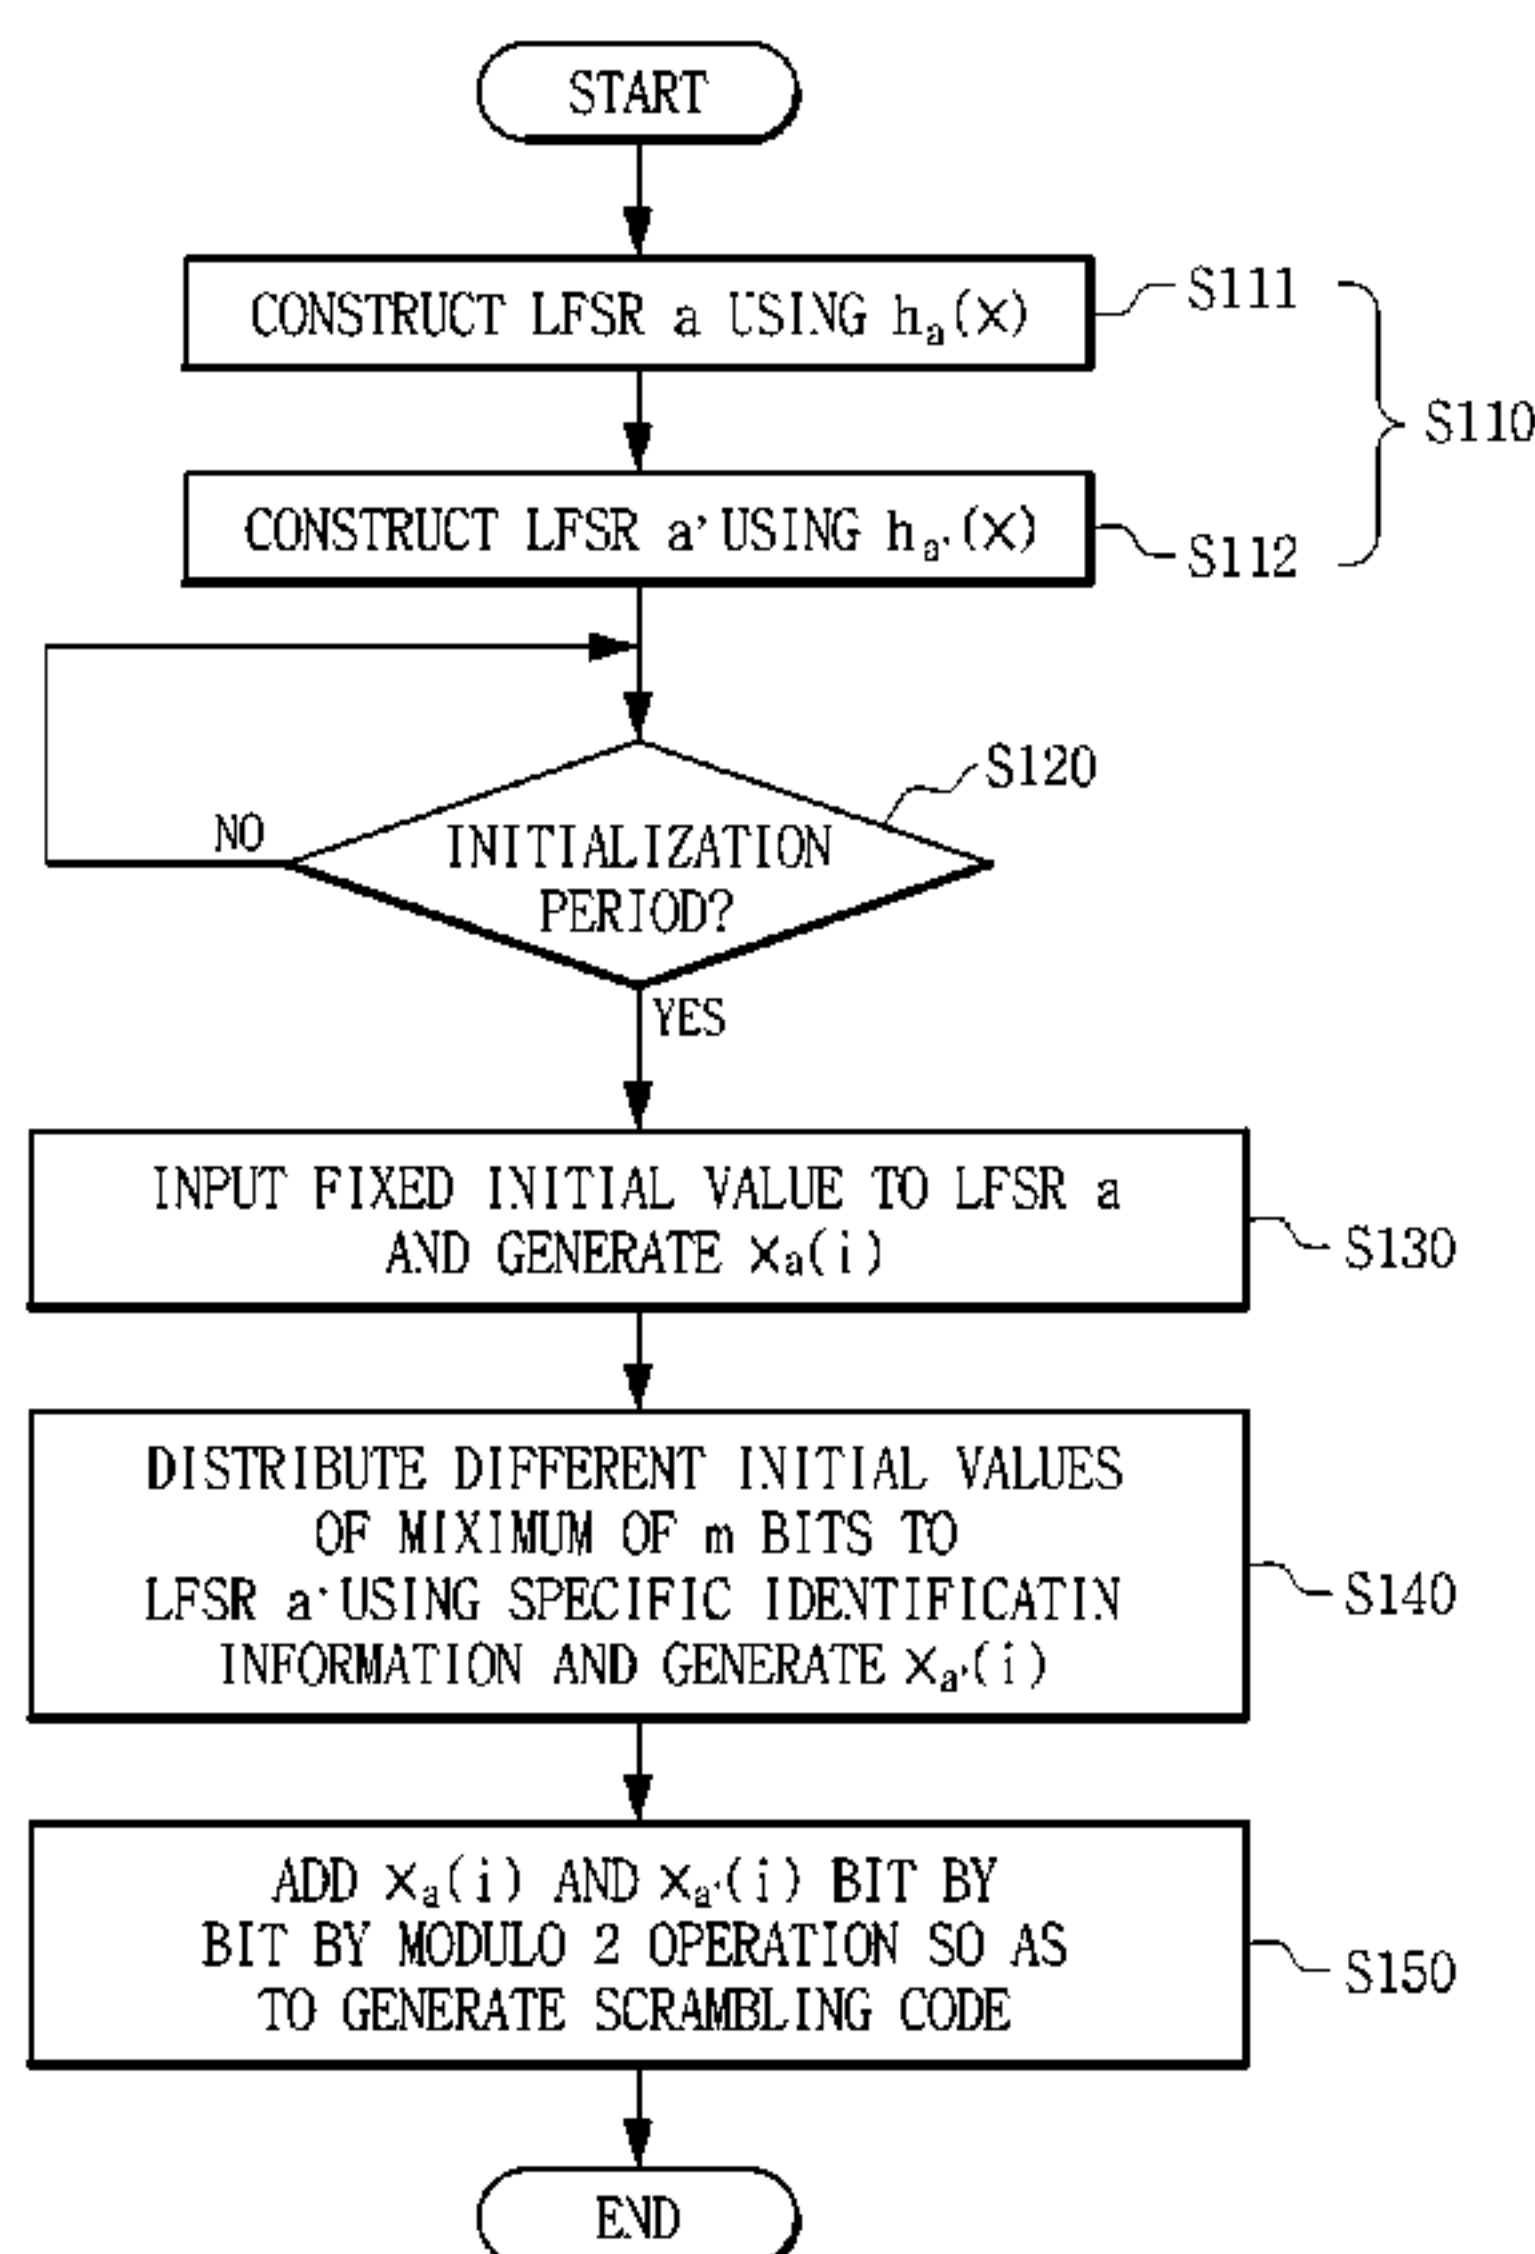 START
CONSTRUCT LFSR a USING hₐ(X)
S111
S110
CONSTRUCT LFSR a' USING hₐ'(X)
S112
S120
NO
INITIALIZATION
PERIOD?
YES
INPUT FIXED INITIAL VALUE TO LFSR a
AND GENERATE Xₐ(i)
S130
DISTRIBUTE DIFFERENT INITIAL VALUES
OF MIXIMUM OF m BITS TO
LFSR a' USING SPECIFIC IDENTIFICATIN
INFORMATION AND GENERATE Xₐ'(i)
S140
ADD Xₐ(i) AND Xₐ'(i) BIT BY
BIT BY MODULO 2 OPERATION SO AS
TO GENERATE SCRAMBLING CODE
S150
END